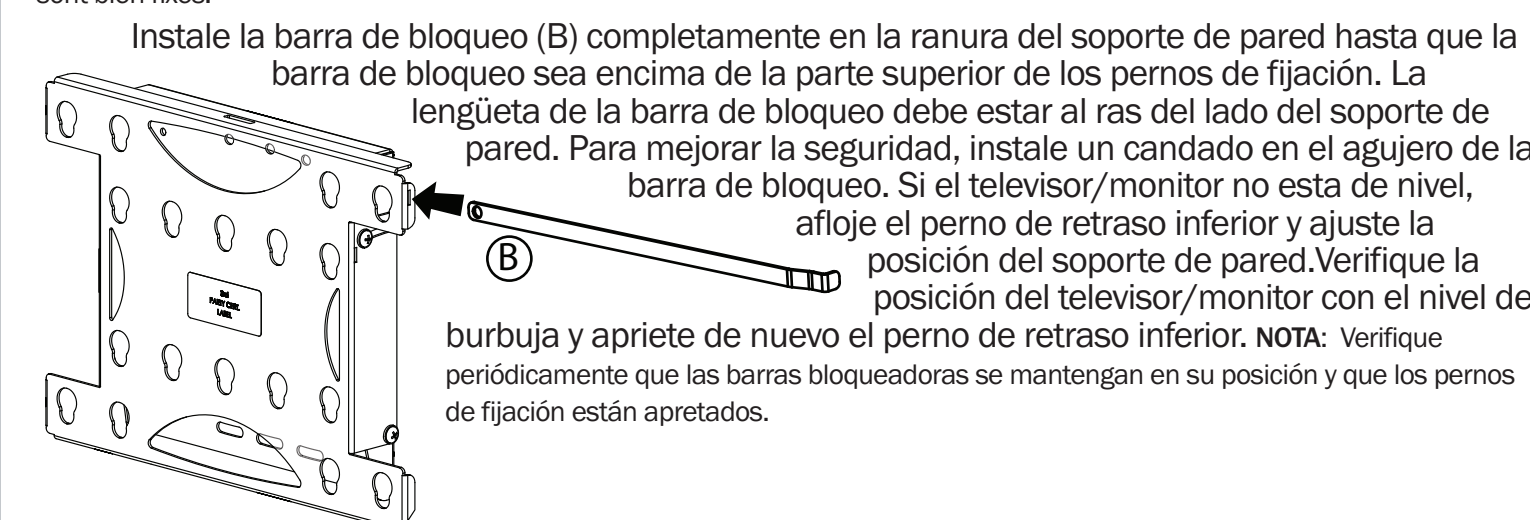 sont bien fixés.
Instale la barra de bloqueo (B) completamente en la ranura del soporte de pared hasta que la
barra de bloqueo sea encima de la parte superior de los pernos de fijación. La
lengüeta de la barra de bloqueo debe estar al ras del lado del soporte de
pared. Para mejorar la seguridad, instale un candado en el agujero de la
barra de bloqueo. Si el televisor/monitor no esta de nivel,
afloje el perno de retraso inferior y ajuste la
posición del soporte de pared.Verifique la
posición del televisor/monitor con el nivel de
burbuja y apriete de nuevo el perno de retraso inferior. NOTA: Verifique
periódicamente que las barras bloqueadoras se mantengan en su posición y que los pernos
de fijación están apretados.
B
LABEL